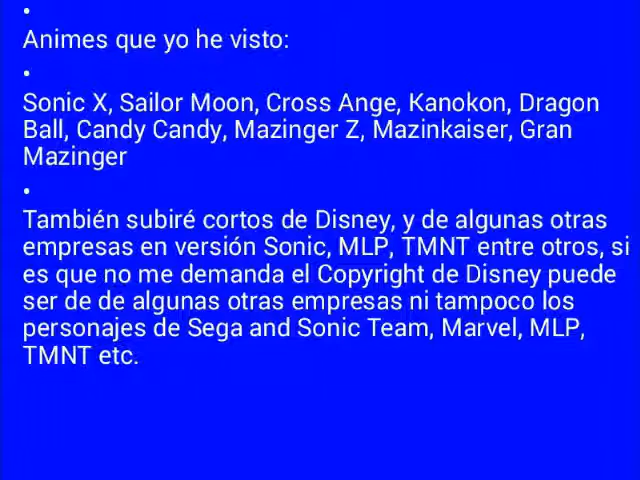 •
Animes que yo he visto:
•
Sonic X, Sailor Moon, Cross Ange, Kanokon, Dragon
Ball, Candy Candy, Mazinger Z, Mazinkaiser, Gran
Mazinger
•
También subiré cortos de Disney, y de algunas otras
empresas en versión Sonic, MLP, TMNT entre otros, si
es que no me demanda el Copyright de Disney puede
ser de de algunas otras empresas ni tampoco los
personajes de Sega and Sonic Team, Marvel, MLP,
TMNT etc.